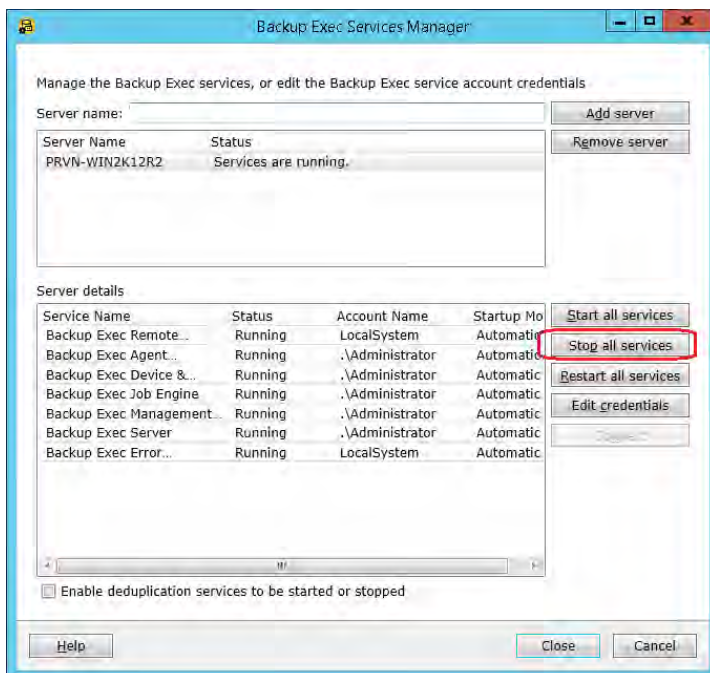 Backup Exec Services Manager
Manage the Backup Exec services, or edit the Backup Exec service account credentials
Server name:
Add server
Server Name Status
Remove server
PRVN-WIN2K12R2 Services are running.
Server details
Service Name Status Account Name Startup Mo
Start all services
Backup Exec Remote... Running LocalSystem Automatic
Stop all services
Backup Exec Agent... Running .\Administrator Automatic
Backup Exec Device &... Running .\Administrator Automatic
Restart all services
Backup Exec Job Engine Running .\Administrator Automatic
Edit credentials
Backup Exec Management... Running .\Administrator Automatic
Backup Exec Server Running .\Administrator Automatic
Backup Exec Error... Running LocalSystem Automatic
Enable deduplication services to be started or stopped
Help
Close
Cancel